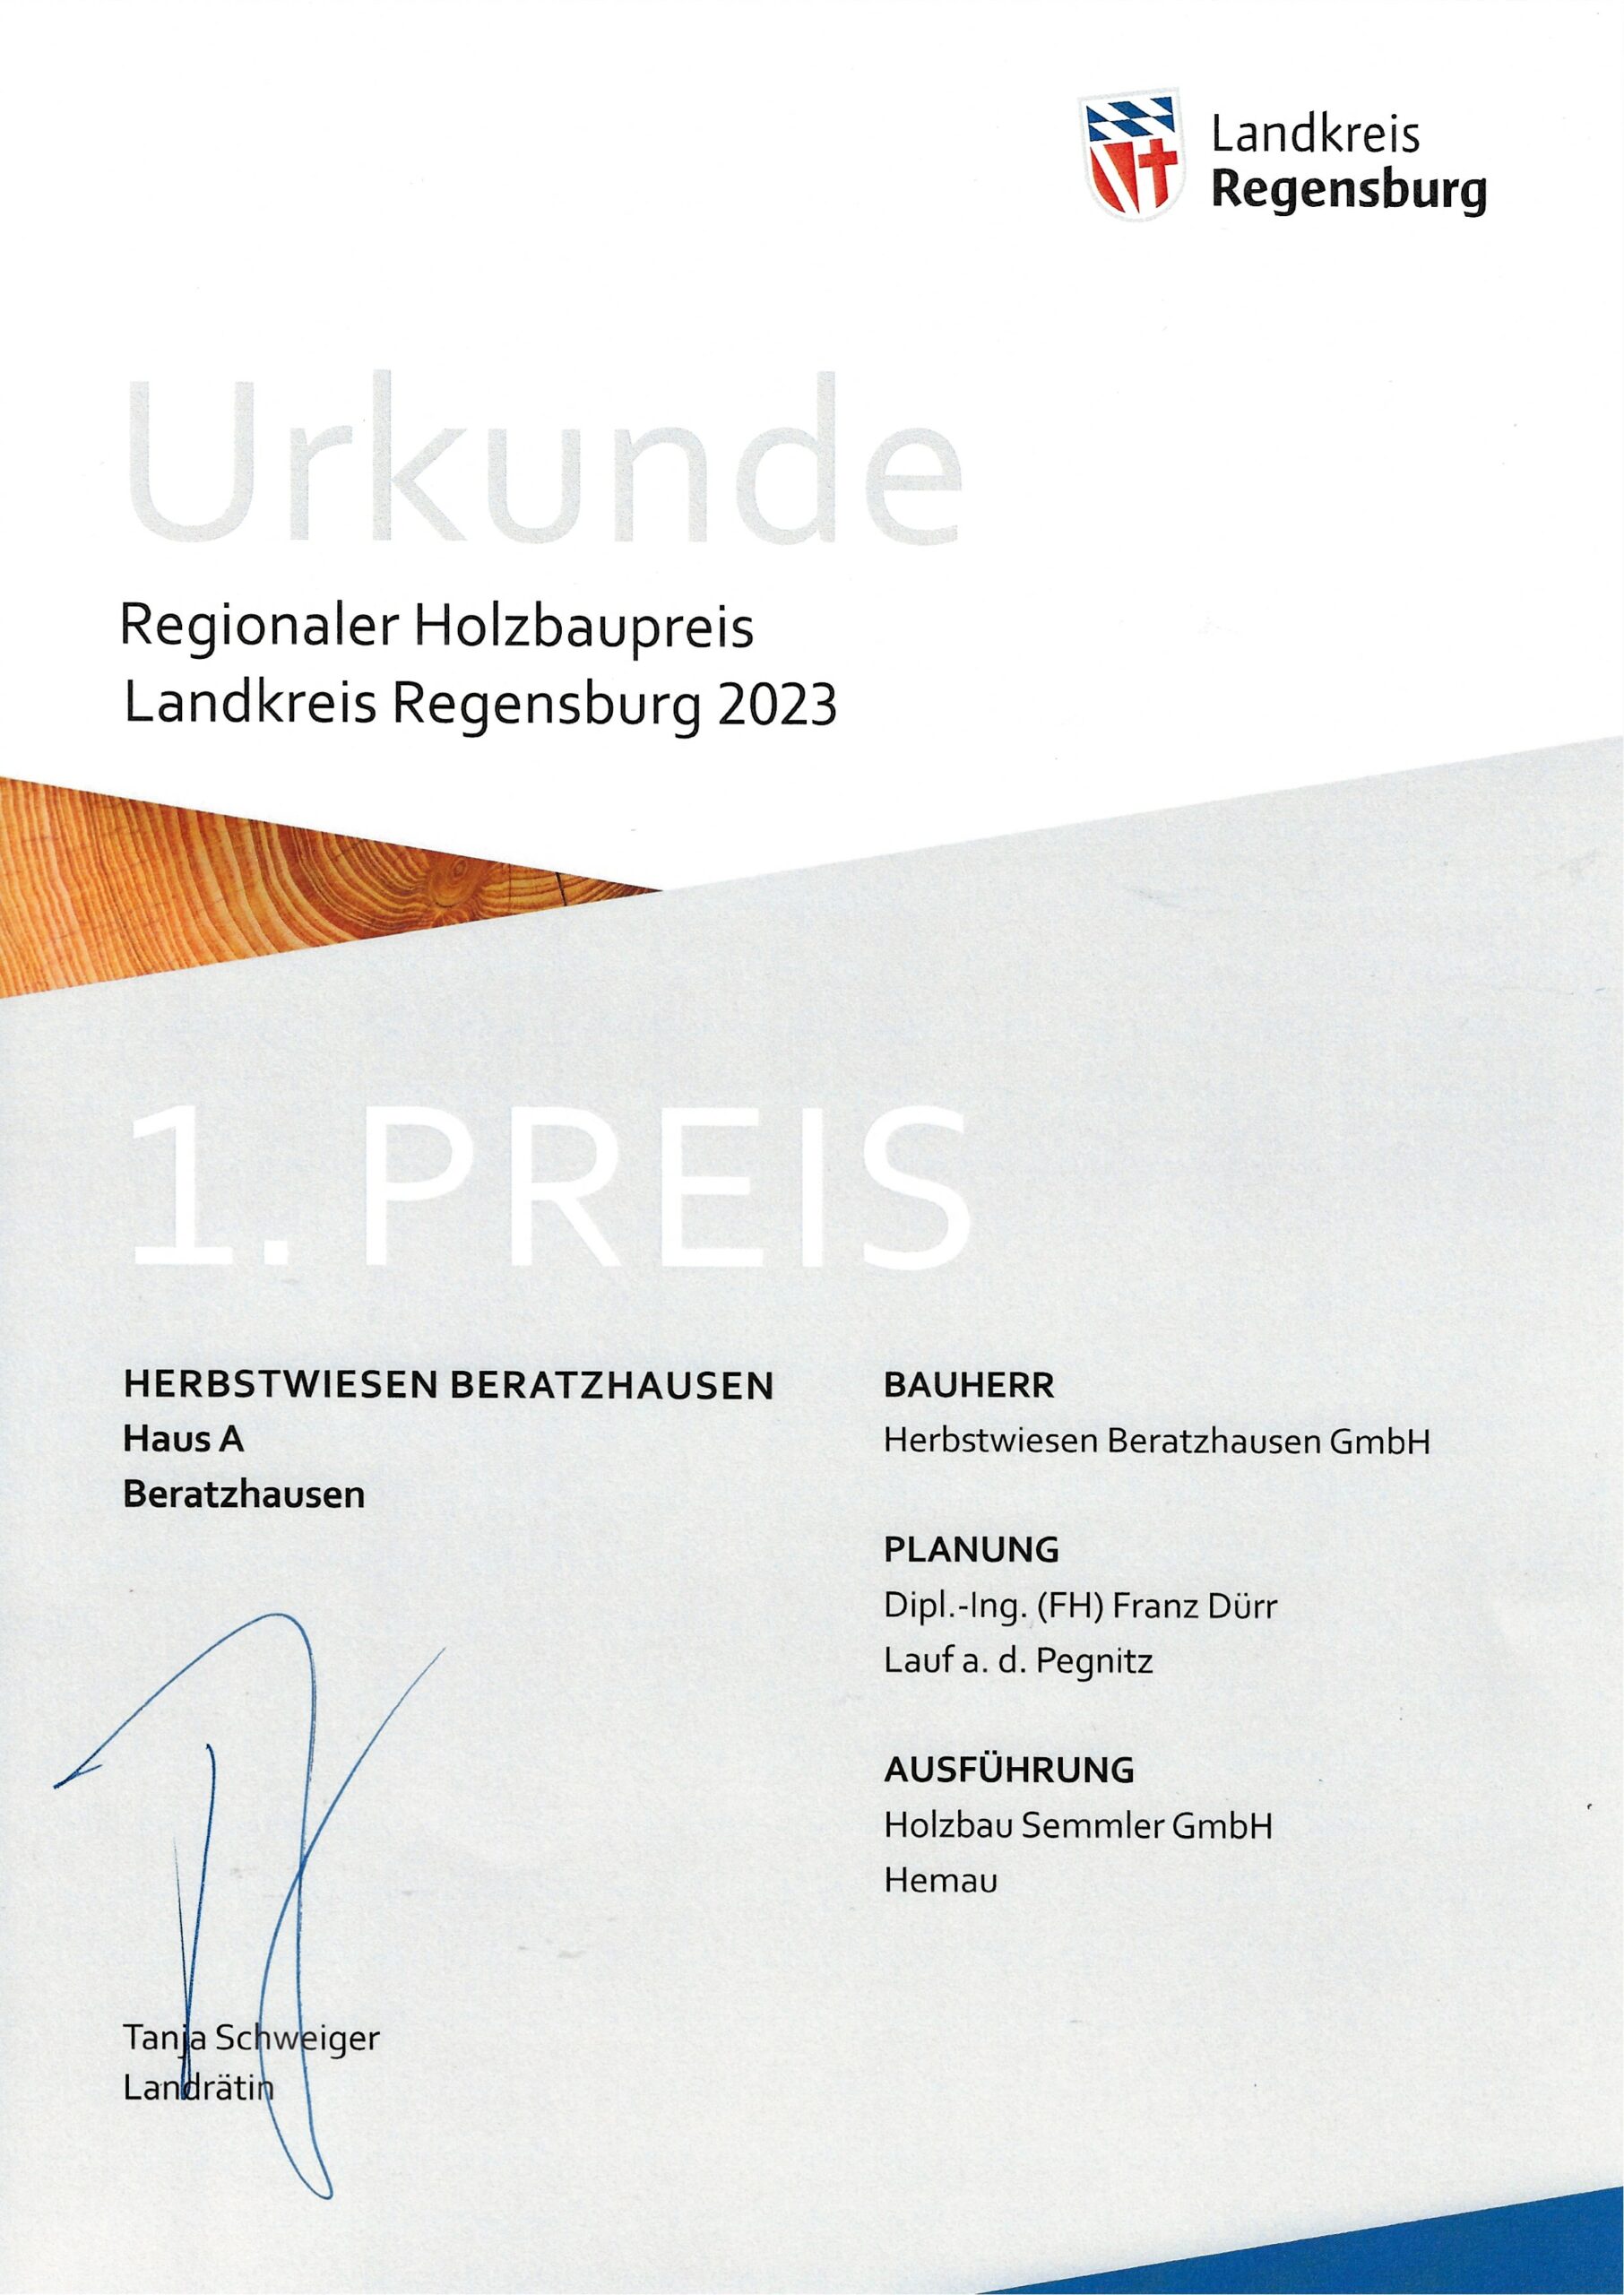 Landkreis
Regensburg
Urkunde
Regionaler Holzbaupreis
Landkreis Regensburg 2023
1. PREIS
HERBSTWIESEN BERATZHAUSEN
Haus A
Beratzhausen
BAUHERR
Herbstwiesen Beratzhausen GmbH
PLANUNG
Dipl.-Ing. (FH) Franz Dürr
Lauf a. d. Pegnitz
AUSFÜHRUNG
Holzbau Semmler GmbH
Hemau
Tanja Schweiger
Landrätin